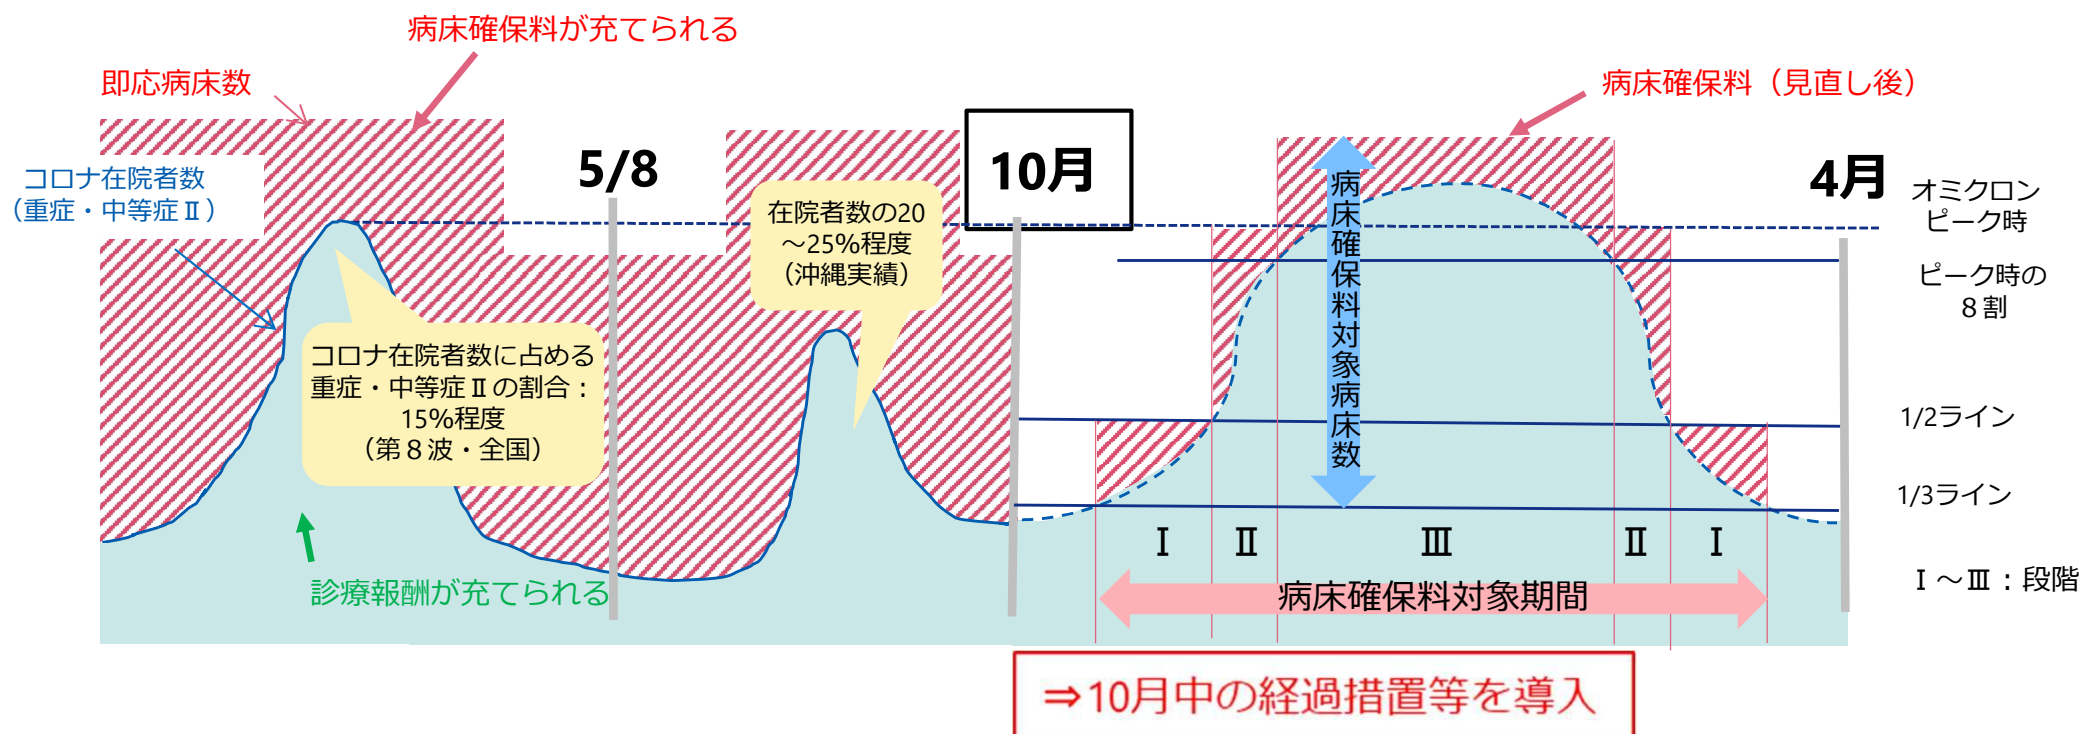 病床確保料が充てられる
即応病床数
コロナ在院者数
（重症・中等症Ⅱ）
5/8
在院者数の20
～25%程度
（沖縄実績）
コロナ在院者数に占める
重症・中等症Ⅱの割合：
15%程度
（第８波・全国）
診療報酬が充てられる
10月
病床確保料（見直し後）
病床確保料対象病床数
4月
オミクロン
ピーク時
ピーク時の
８割
1/2ライン
1/3ライン
Ⅰ
Ⅱ
Ⅲ
Ⅱ
Ⅰ
Ⅰ～Ⅲ：段階
病床確保料対象期間
⇒10月中の経過措置等を導入